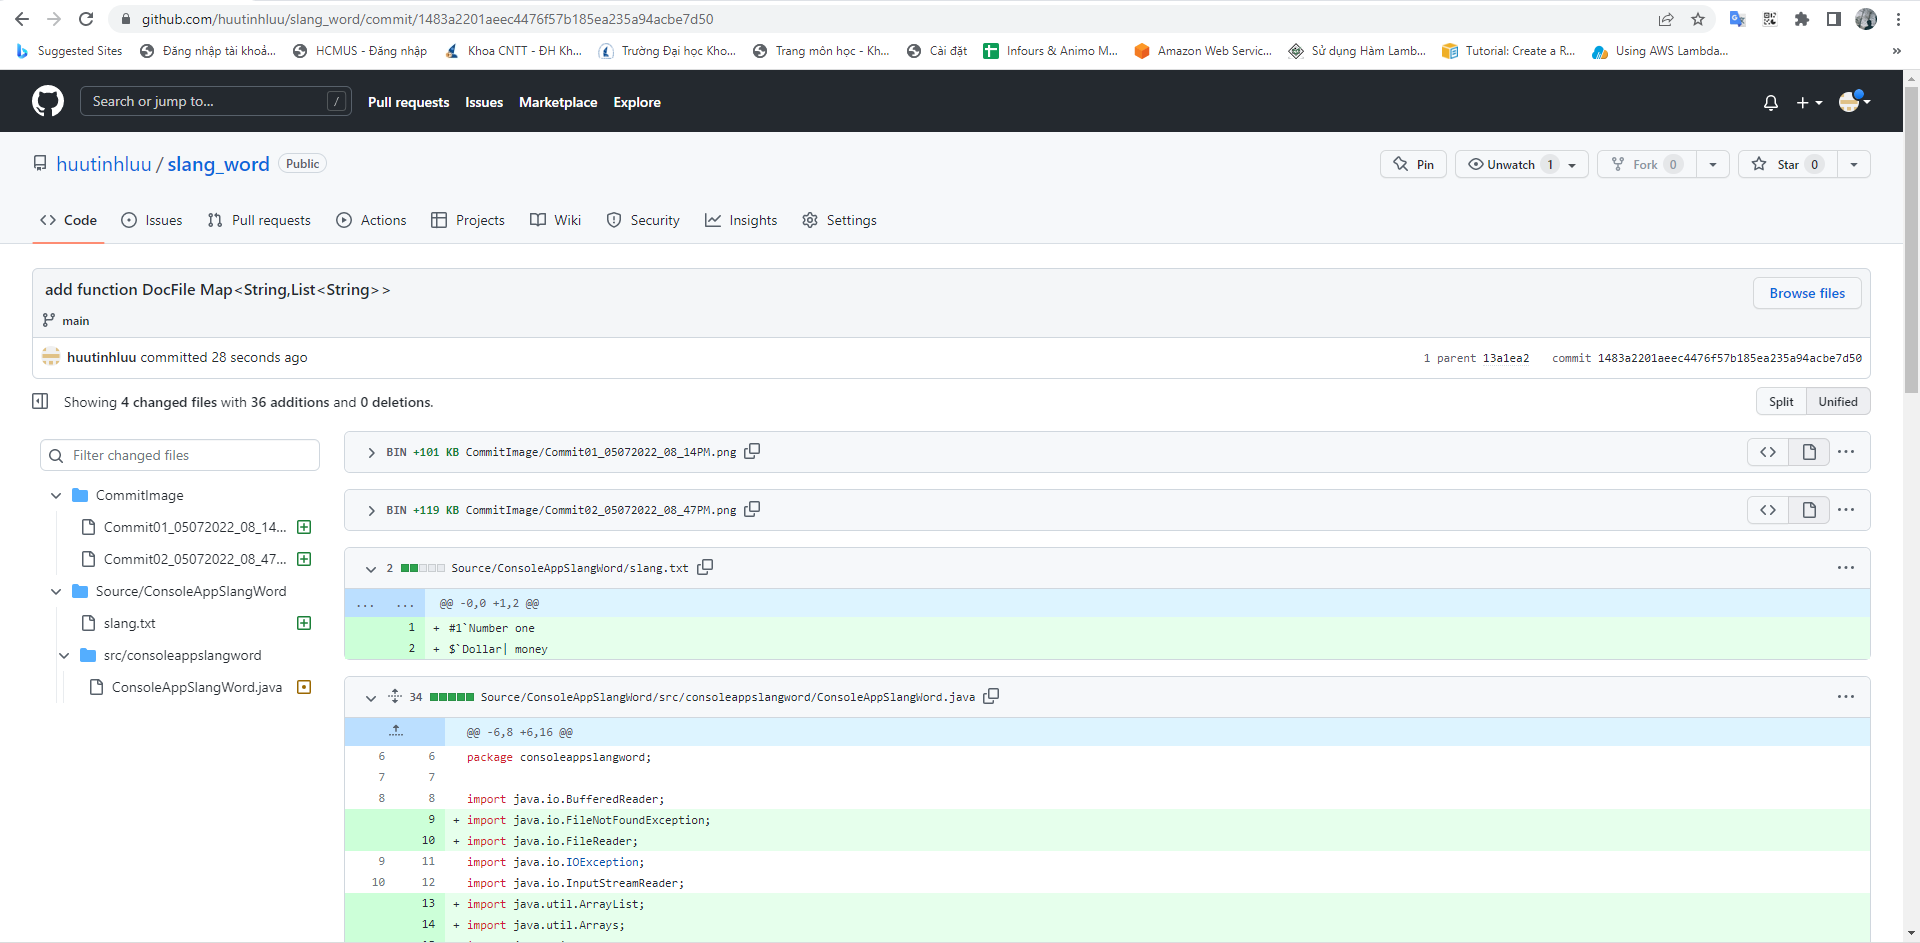 github.com/huutinhluu/slang_word/commit/1483a2201aeec4476f57b185ea235a94acbe7d50
Suggested Sites Đăng nhập tài khoả... HCMUS - Đăng nhập Khoa CNTT - ĐH Kh... Trường Đại học Kho... Trang môn học - Kh... Cài đặt Infours & Animo M... Amazon Web Servic... Sử dụng Hàm Lamb... Tutorial: Create a R... Using AWS Lambda... »
Search or jump to... / Pull requests Issues Marketplace Explore
huutinhluu / slang_word Public Pin Unwatch 1 Fork 0 Star 0
Code Issues Pull requests Actions Projects Wiki Security Insights Settings
add function DocFile Map<String,List<String>>
Browse files
main
huutinhluu committed 28 seconds ago 1 parent 13a1ea2 commit 1483a2201aeec4476f57b185ea235a94acbe7d50
Showing 4 changed files with 36 additions and 0 deletions. Split Unified
Filter changed files
CommitImage
Commit01_05072022_08_14...
Commit02_05072022_08_47...
Source/ConsoleAppSlangWord
slang.txt
src/consoleappslangword
ConsoleAppSlangWord.java
BIN +101 KB CommitImage/Commit01_05072022_08_14PM.png
BIN +119 KB CommitImage/Commit02_05072022_08_47PM.png
2 Source/ConsoleAppSlangWord/slang.txt
... ... @@ -0,0 +1,2 @@
1 + #1`Number one
2 + $`Dollar| money
34 Source/ConsoleAppSlangWord/src/consoleappslangword/ConsoleAppSlangWord.java
@@ -6,8 +6,16 @@
6 6 package consoleappslangword;
7 7
8 8 import java.io.BufferedReader;
9 + import java.io.FileNotFoundException;
10 + import java.io.FileReader;
9 11 import java.io.IOException;
10 12 import java.io.InputStreamReader;
13 + import java.util.ArrayList;
14 + import java.util.Arrays;